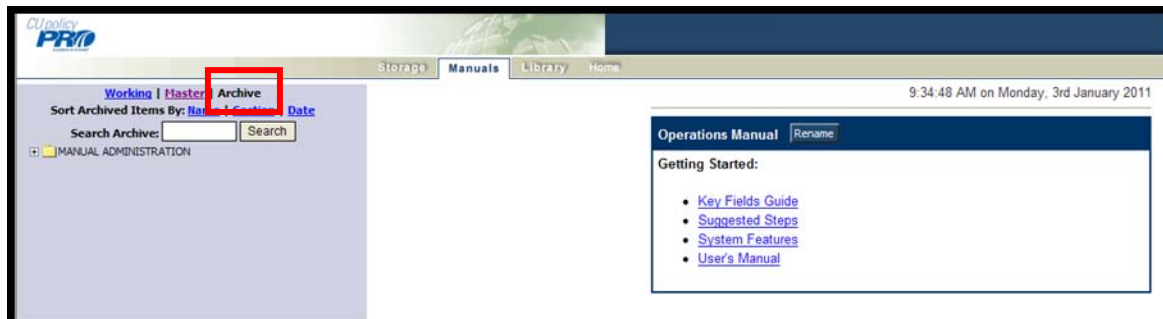 CU policy
PRO
Storage Manuals Library Home
Working | Master | Archive
Sort Archived Items By: Name | Section | Date
Search Archive: Search
MANUAL ADMINISTRATION
9:34:48 AM on Monday, 3rd January 2011
Operations Manual Rename
Getting Started:
• Key Fields Guide
• Suggested Steps
• System Features
• User's Manual